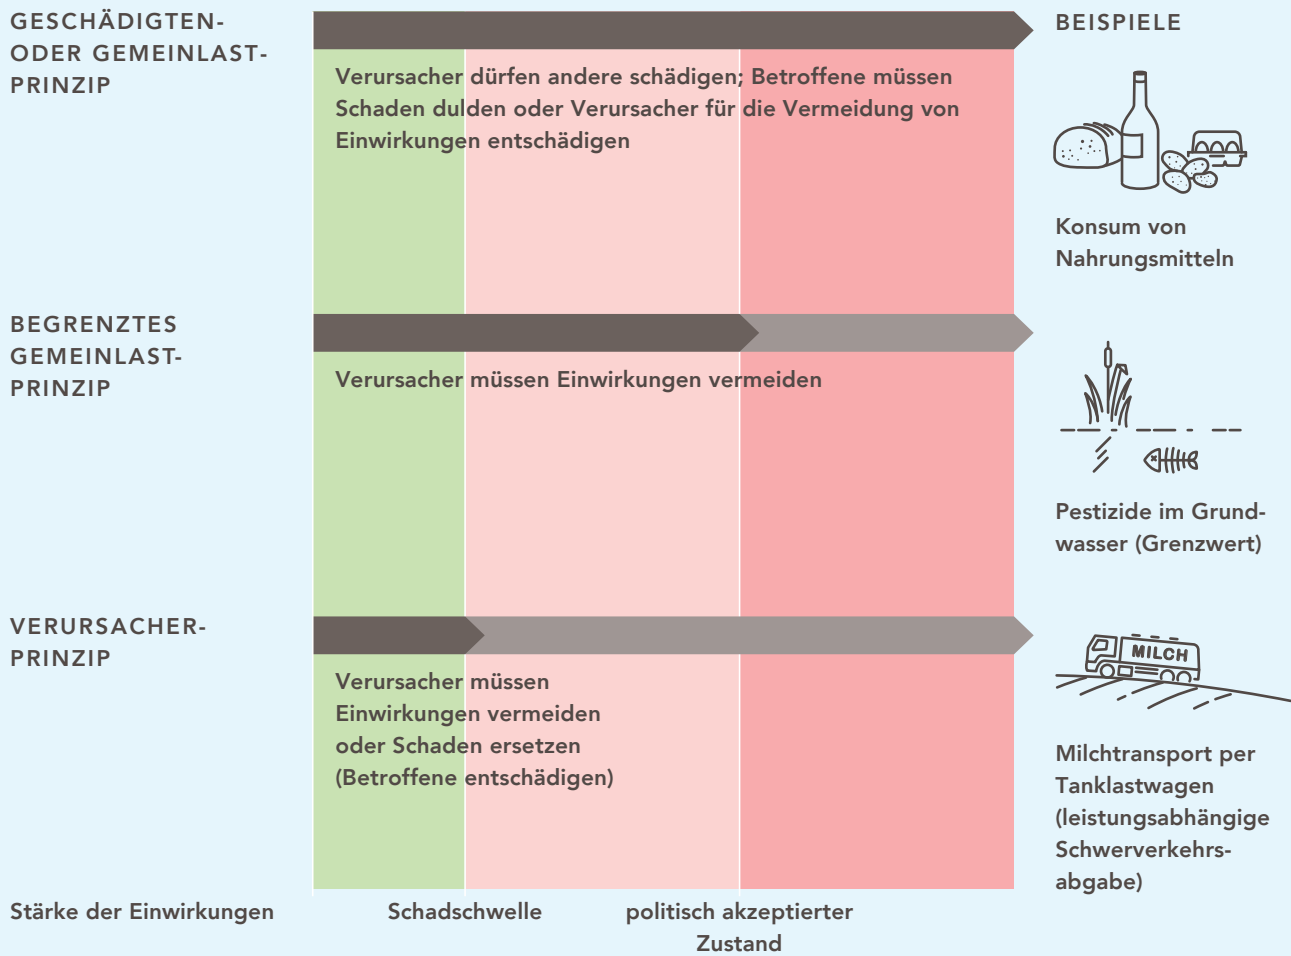 GESCHÄDIGTEN-
ODER GEMEINLAST-
PRINZIP
BEISPIELE
Verursacher dürfen andere schädigen; Betroffene müssen
Schaden dulden oder Verursacher für die Vermeidung von
Einwirkungen entschädigen
Konsum von
Nahrungsmitteln
BEGRENZTES
GEMEINLAST-
PRINZIP
Verursacher müssen Einwirkungen vermeiden
Pestizide im Grund-
wasser (Grenzwert)
VERURSACHER-
PRINZIP
Verursacher müssen
Einwirkungen vermeiden
oder Schaden ersetzen
(Betroffene entschädigen)
MILCH
Milchtransport per
Tanklastwagen
(leistungsabhängige
Schwerverkehrs-
abgabe)
Stärke der Einwirkungen
Schadschwelle
politisch akzeptierter
Zustand